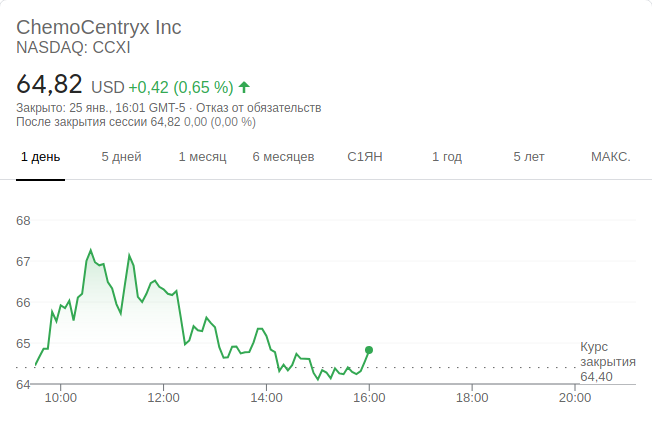 ChemoCentryx Inc
NASDAQ: CCXI
64,82 USD +0,42 (0,65 %)
Закрыто: 25 янв., 16:01 GMT-5 · Отказ от обязательств
После закрытия сессии 64,82 0,00 (0,00 %)
1 день 5 дней 1 месяц 6 месяцев С1ЯН 1 год 5 лет МАКС.
68
67
66
65
64
Курс
закрытия
64,40
10:00 12:00 14:00 16:00 18:00 20:00